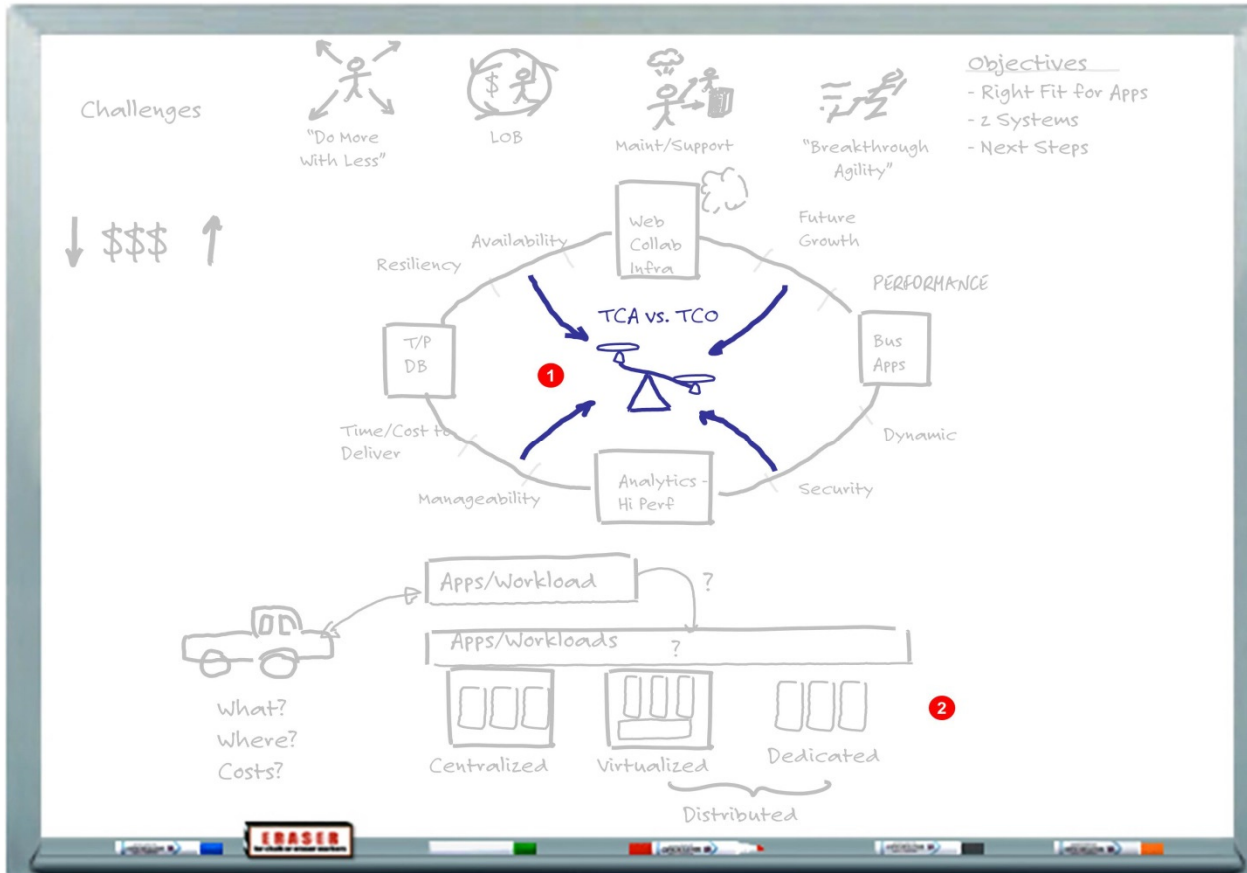 Challenges
"Do More
With Less"
$
LOB
Maint/Support
"Breakthrough
Agility"
Objectives
- Right Fit for Apps
- z Systems
- Next Steps
$$$
Availability
Resiliency
Web
Collab
Infra
Future
Growth
PERFORMANCE
T/P
DB
TCA vs. TCO
1
Bus
Apps
Time/Cost to
Deliver
Manageability
Analytics -
Hi Perf
Dynamic
Security
Apps/Workload
?
Apps/Workloads
?
What?
Where?
Costs?
Centralized
Virtualized
Dedicated
2
Distributed
ERASER